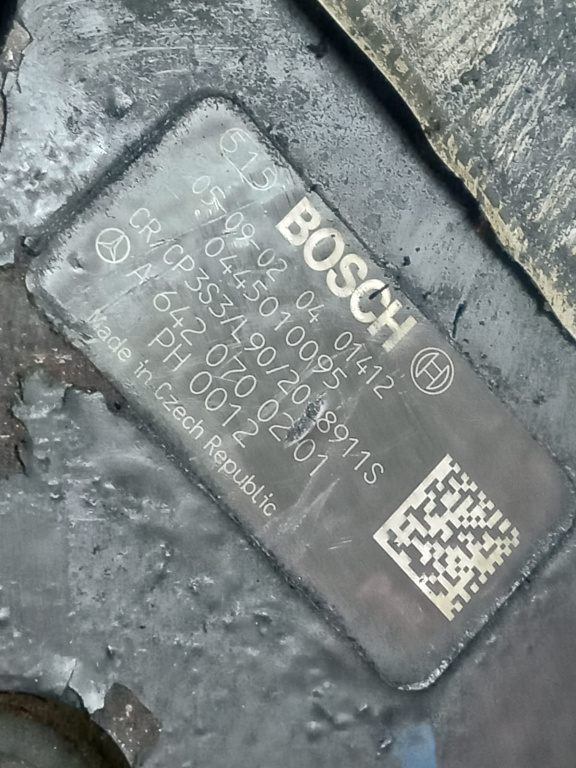 515
BOSCH
05-09-02 04 01412
0445010095
CR/CP3S3/L90/20 8911S
A 642 070 02 01
PH 0012
Made in Czech Republic